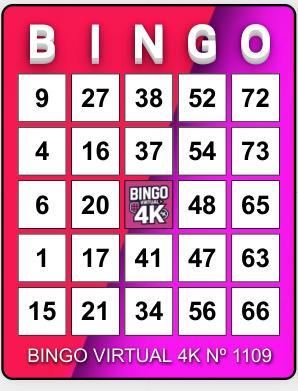 B I N G O
9 27 38 52 72
4 16 37 54 73
6 20 BINGO VIRTUAL 4K 48 65
1 17 41 47 63
15 21 34 56 66
BINGO VIRTUAL 4K Nº 1109